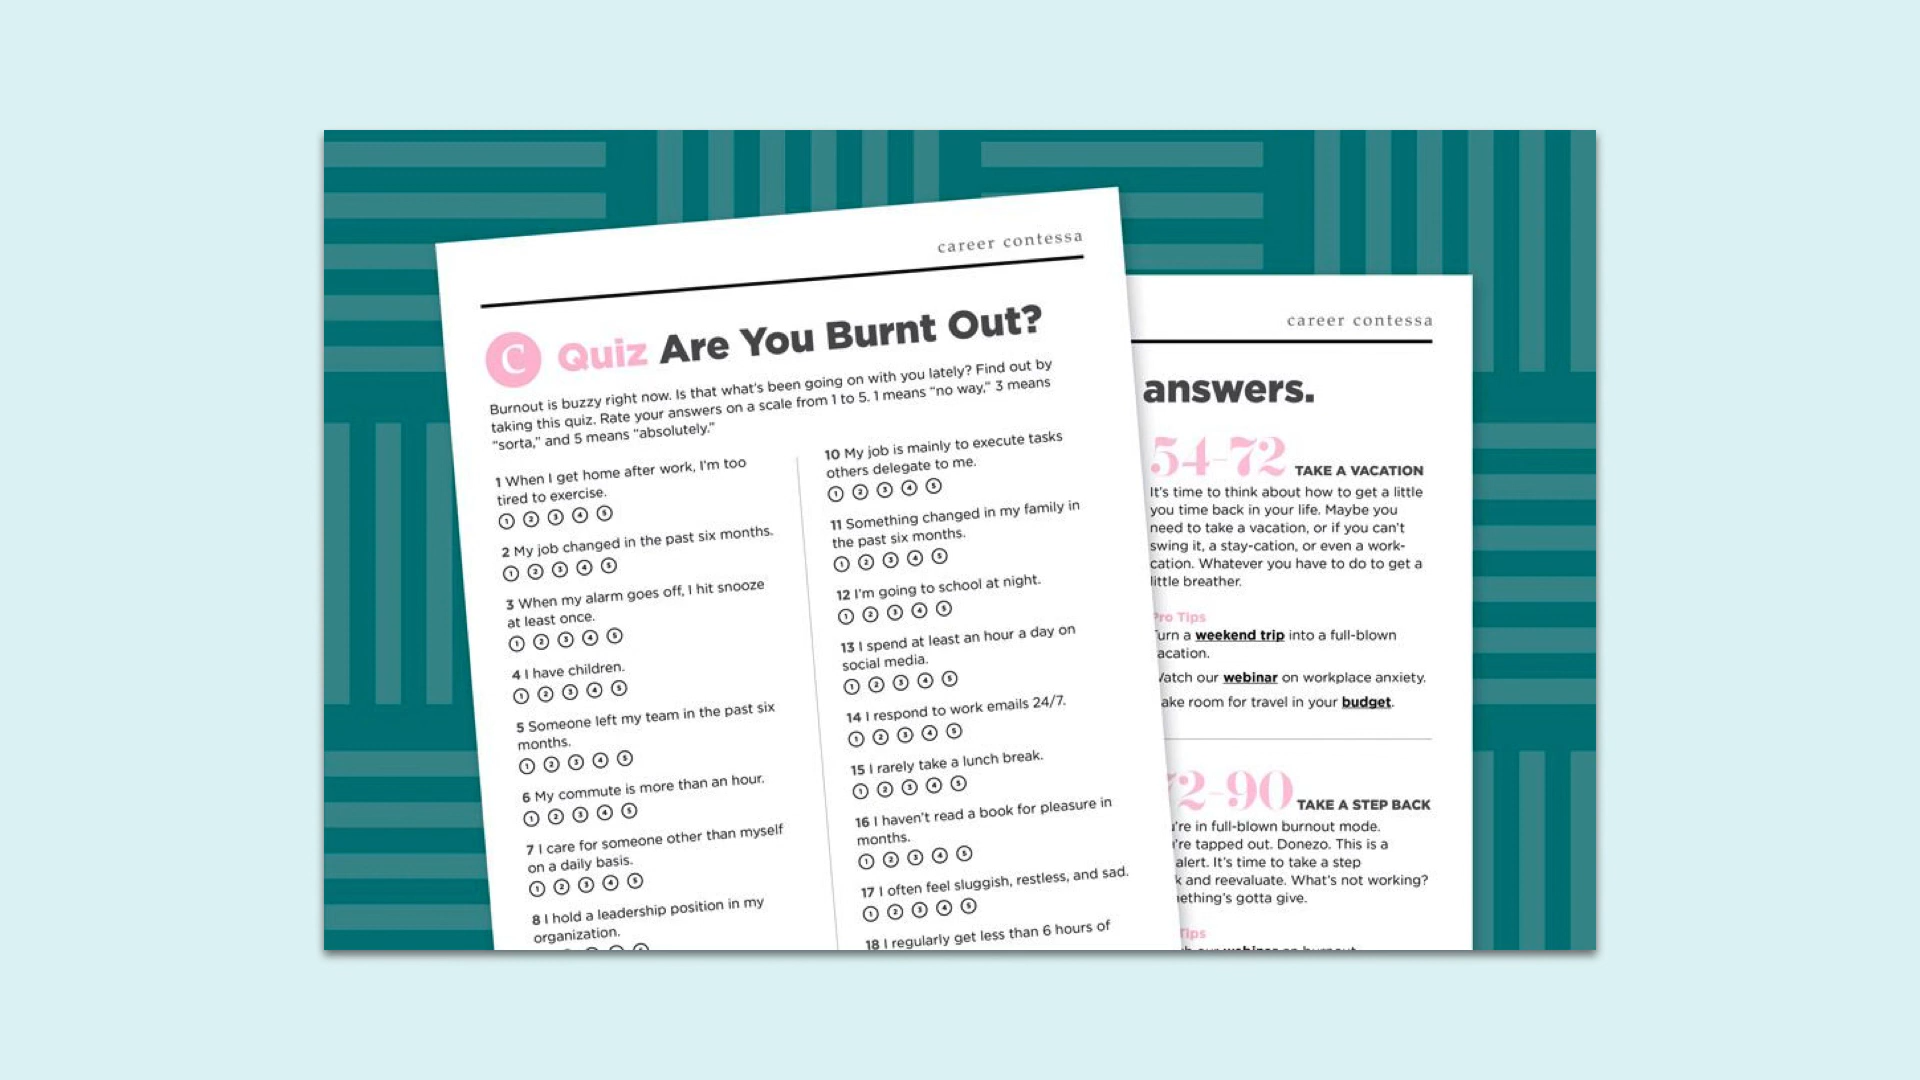 career contessa
C Quiz Are You Burnt Out?
Burnout is buzzy right now. Is that what's been going on with you lately? Find out by
taking this quiz. Rate your answers on a scale from 1 to 5. 1 means "no way," 3 means
"sorta," and 5 means "absolutely."
1 When I get home after work, I'm too
tired to exercise.
1 2 3 4 5
2 My job changed in the past six months.
1 2 3 4 5
3 When my alarm goes off, I hit snooze
at least once.
1 2 3 4 5
4 I have children.
1 2 3 4 5
5 Someone left my team in the past six
months.
1 2 3 4 5
6 My commute is more than an hour.
1 2 3 4 5
7 I care for someone other than myself
on a daily basis.
1 2 3 4 5
8 I hold a leadership position in my
organization.
10 My job is mainly to execute tasks
others delegate to me.
1 2 3 4 5
11 Something changed in my family in
the past six months.
1 2 3 4 5
12 I'm going to school at night.
1 2 3 4 5
13 I spend at least an hour a day on
social media.
1 2 3 4 5
14 I respond to work emails 24/7.
1 2 3 4 5
15 I rarely take a lunch break.
1 2 3 4 5
16 I haven't read a book for pleasure in
months.
1 2 3 4 5
17 I often feel sluggish, restless, and sad.
1 2 3 4 5
18 I regularly get less than 6 hours of
career contessa
answers.
54-72 TAKE A VACATION
It's time to think about how to get a little
you time back in your life. Maybe you
need to take a vacation, or if you can't
swing it, a stay-cation, or even a work-
cation. Whatever you have to do to get a
little breather.
Pro Tips
Turn a weekend trip into a full-blown
vacation.
Watch our webinar on workplace anxiety.
ake room for travel in your budget.
72-90 TAKE A STEP BACK
're in full-blown burnout mode.
're tapped out. Donezo. This is a
alert. It's time to take a step
k and reevaluate. What's not working?
ething's gotta give.
Tips
our webinar on burnout